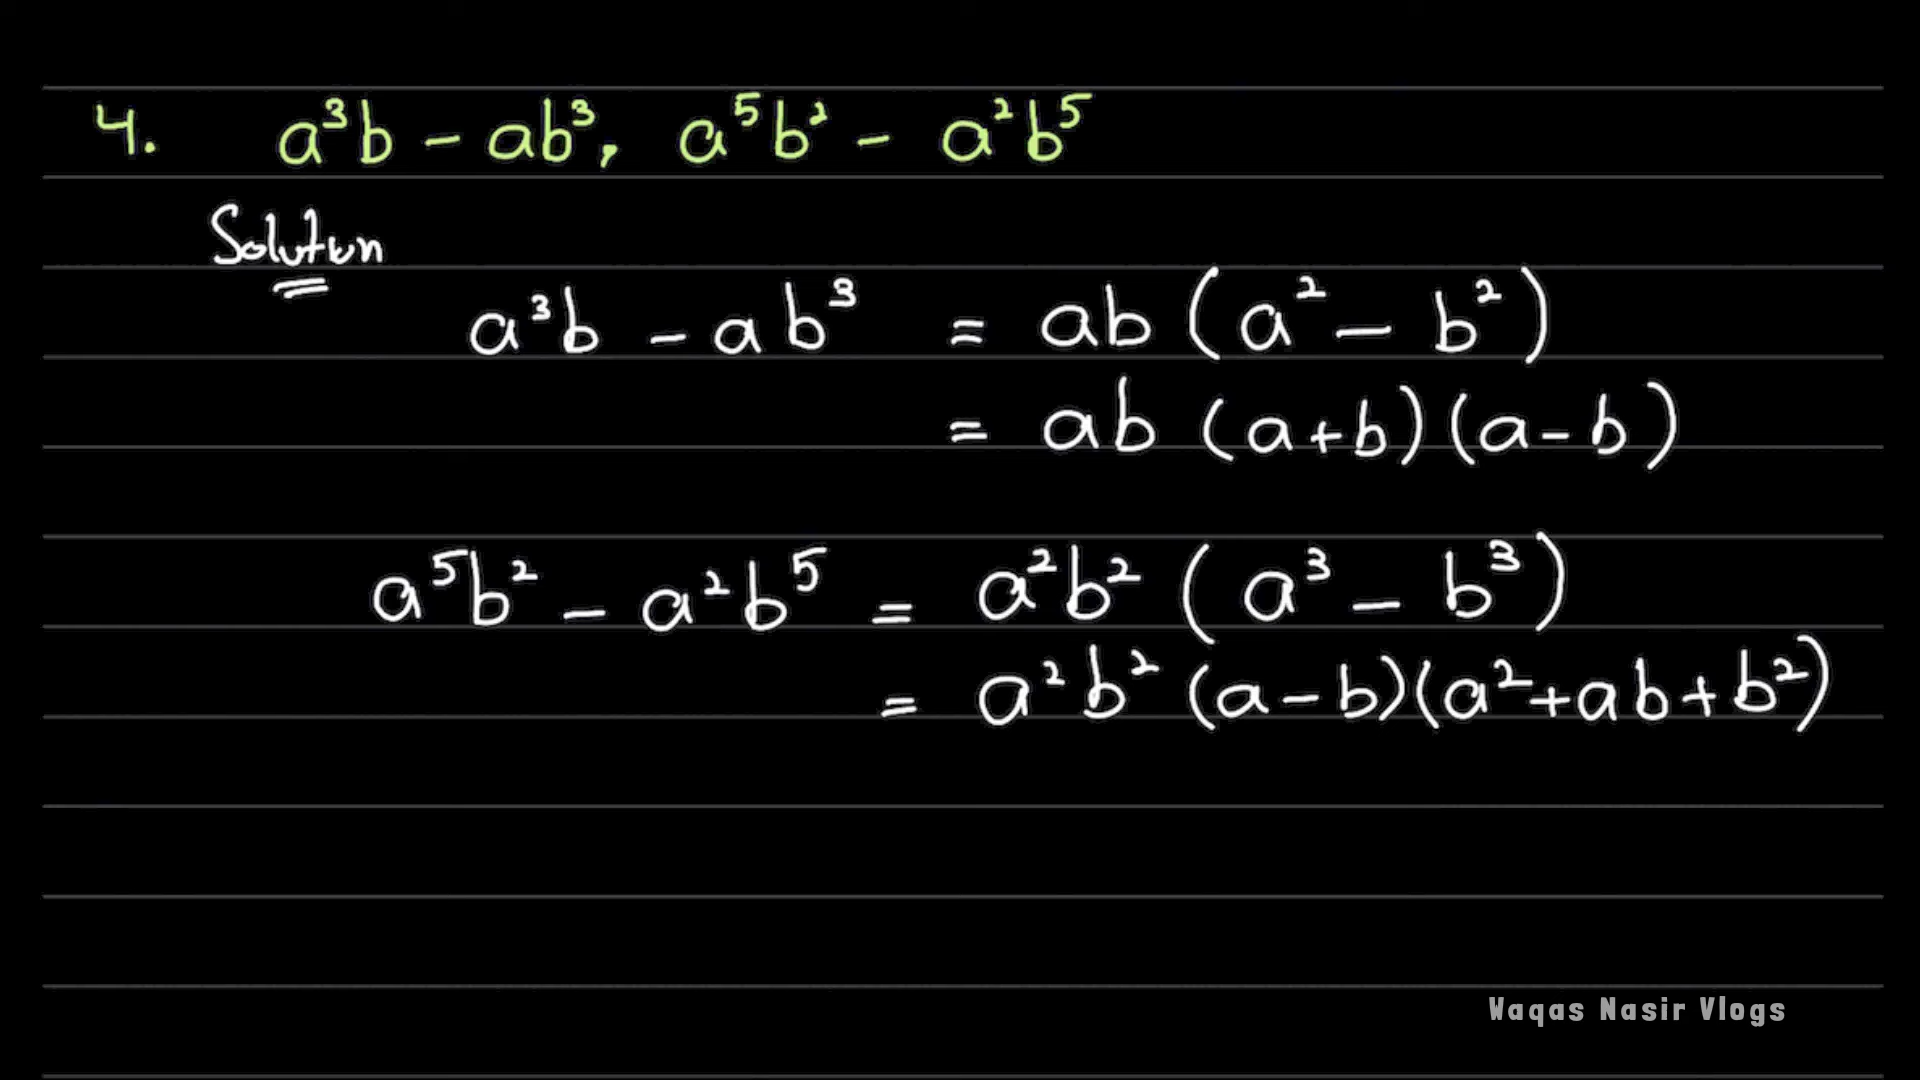 4. a³b - ab³, a⁵b² - a²b⁵
Solution
a³b - ab³ = ab (a² - b²)
= ab (a+b)(a-b)
a⁵b² - a²b⁵ = a²b² (a³ - b³)
= a²b² (a-b)(a²+ab+b²)
Waqas Nasir Vlogs